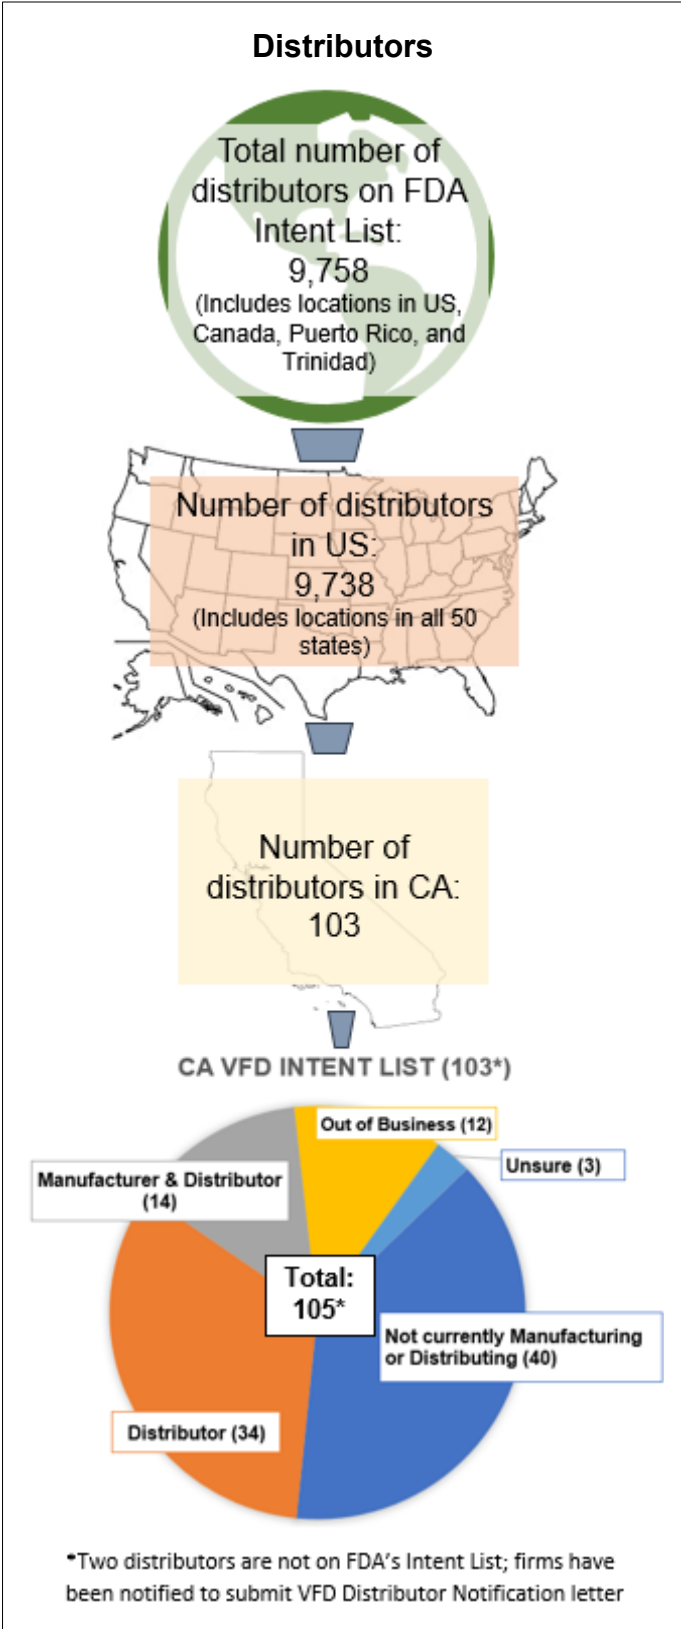 Distributors
Total number of
distributors on FDA
Intent List:
9,758
(Includes locations in US,
Canada, Puerto Rico, and
Trinidad)
Number of distributors
in US:
9,738
(Includes locations in all 50
states)
Number of
distributors in CA:
103
CA VFD INTENT LIST (103*)
Out of Business (12)
Unsure (3)
Manufacturer & Distributor
(14)
Total:
105*
Not currently Manufacturing
or Distributing (40)
Distributor (34)
*Two distributors are not on FDA's Intent List; firms have
been notified to submit VFD Distributor Notification letter